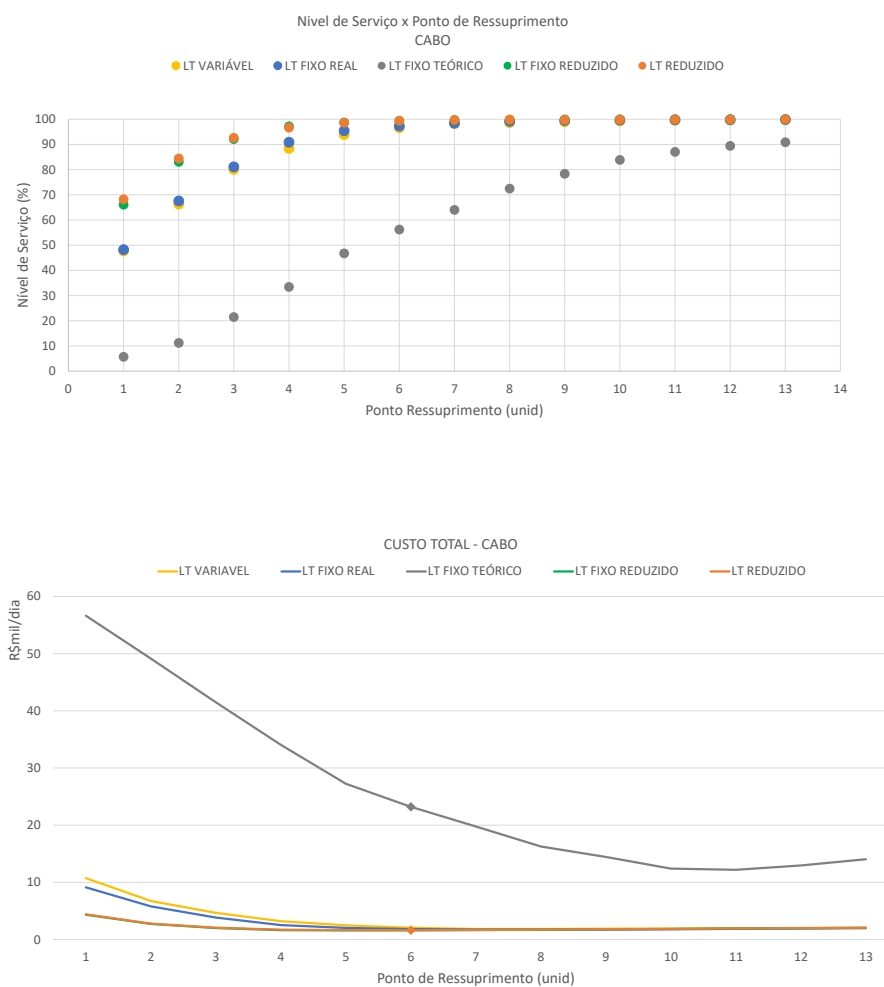 Nivel de Serviço x Ponto de Ressuprimento
CABO
LT VARIÁVEL LT FIXO REAL LT FIXO TEÓRICO LT FIXO REDUZIDO LT REDUZIDO
100
90
80
70
60
50
40
30
20
10
0
Nível de Serviço (%)
0 1 2 3 4 5 6 7 8 9 10 11 12 13 14
Ponto Ressuprimento (unid)
CUSTO TOTAL - CABO
LT VARIAVEL LT FIXO REAL LT FIXO TEÓRICO LT FIXO REDUZIDO LT REDUZIDO
60
50
40
30
20
10
0
R$mil/dia
1 2 3 4 5 6 7 8 9 10 11 12 13
Ponto de Ressuprimento (unid)